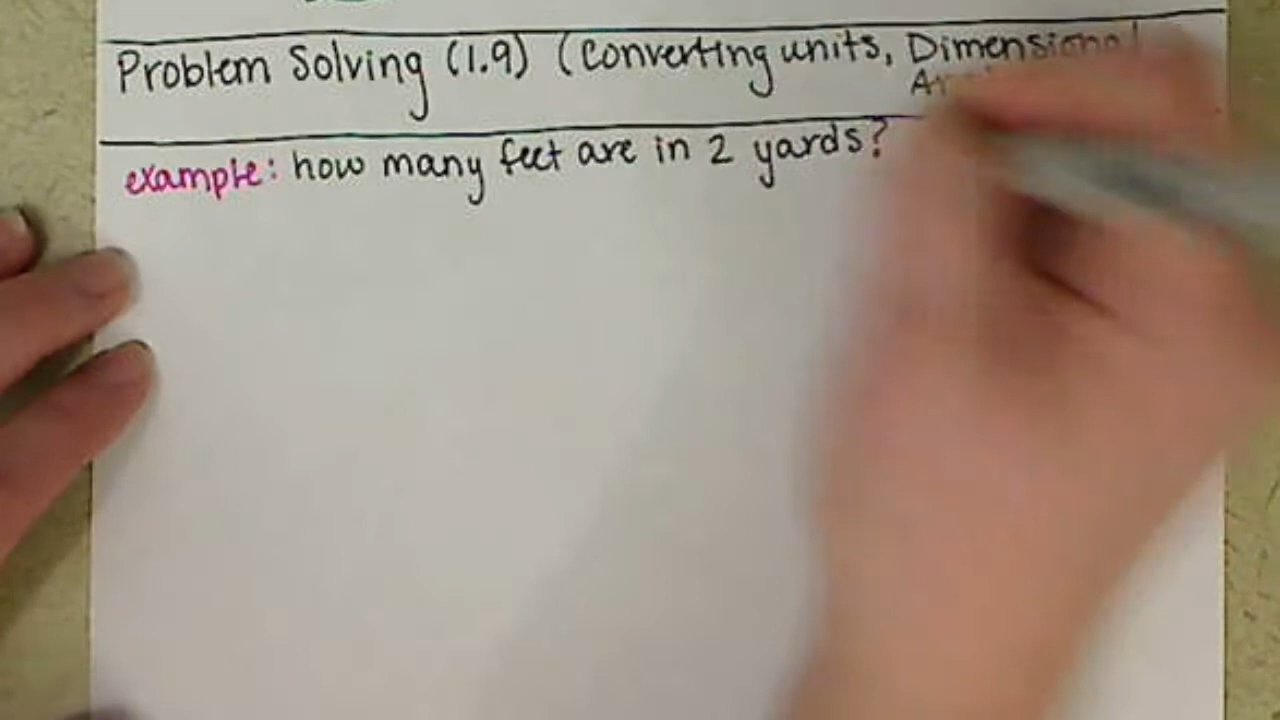 Problem Solving (1.9) (Converting units, Dimensional
example: how many feet are in 2 yards?